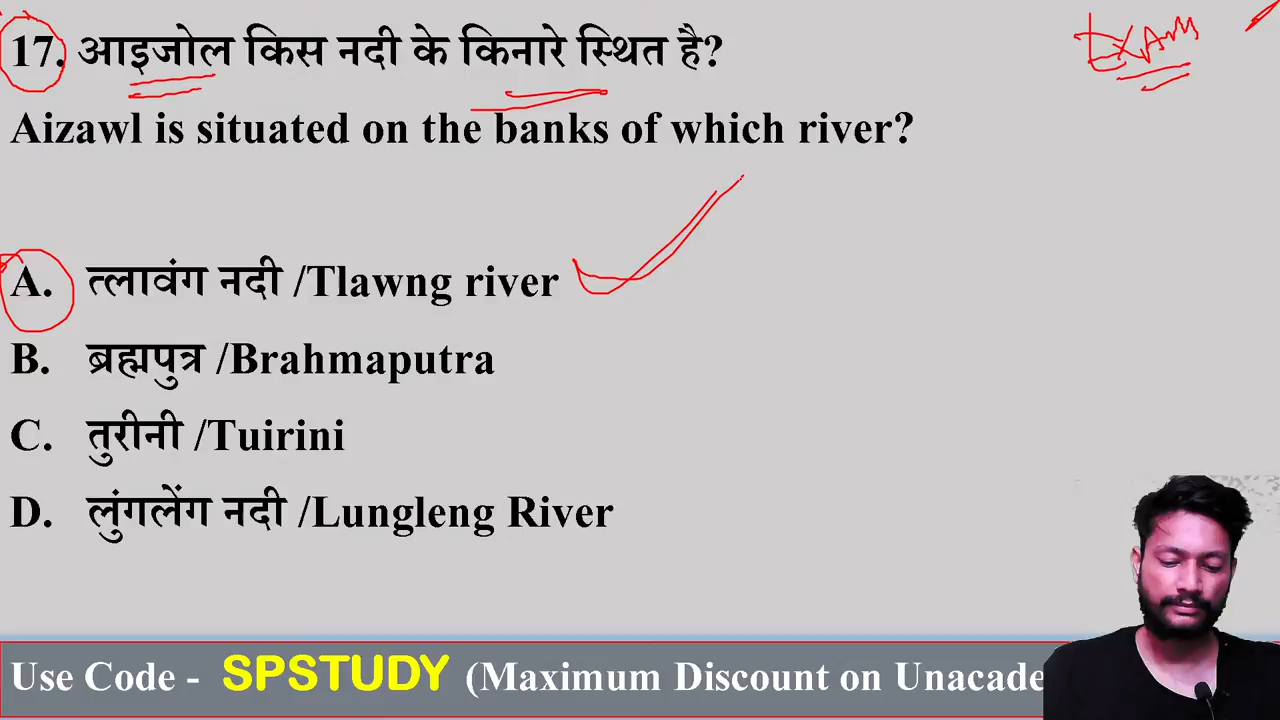 17. आइजोल किस नदी के किनारे स्थित है?
EXAM
Aizawl is situated on the banks of which river?
A. त्लावंग नदी /Tlawng river
B. ब्रह्मपुत्र /Brahmaputra
C. तुरीनी /Tuirini
D. लुंगलेंग नदी /Lungleng River
Use Code - SPSTUDY (Maximum Discount on Unacade